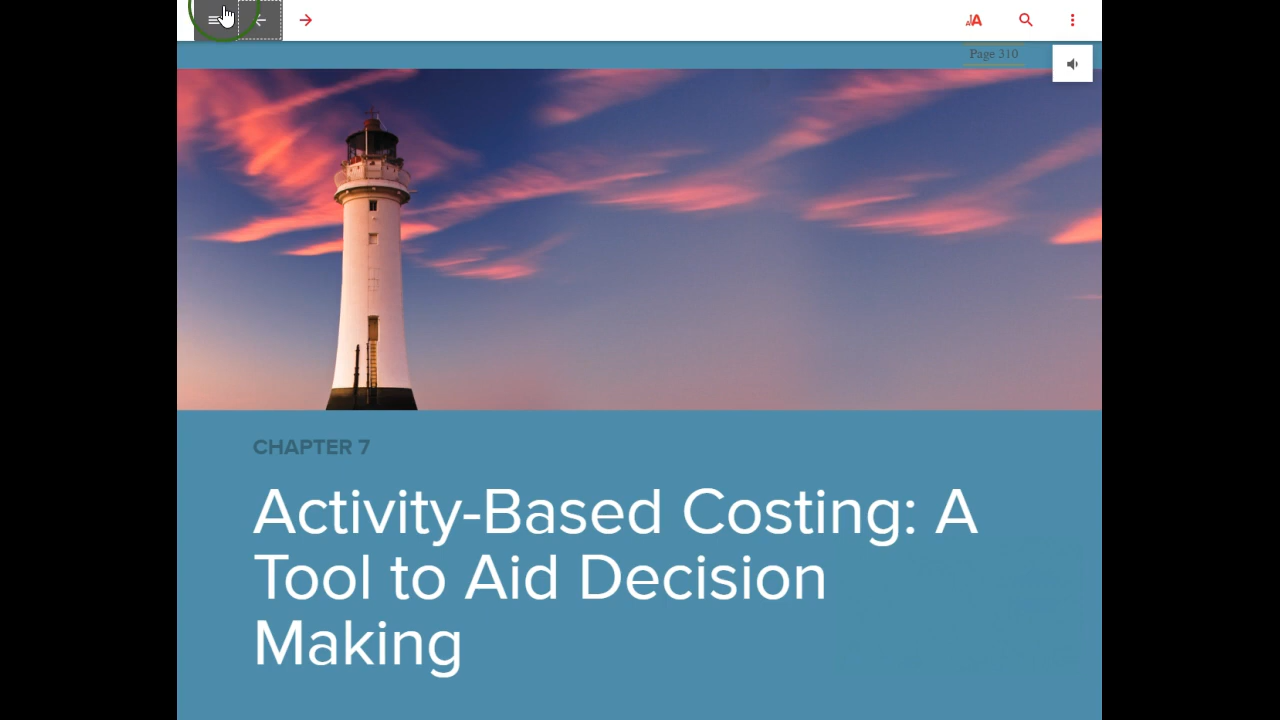 Page 310
CHAPTER 7
Activity-Based Costing: A
Tool to Aid Decision
Making